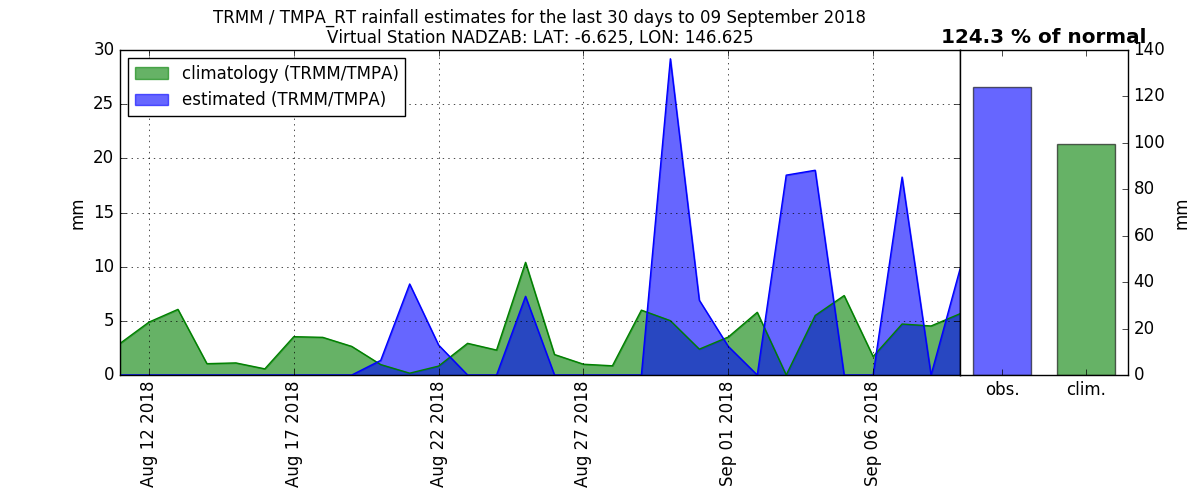 TRMM / TMPA_RT rainfall estimates for the last 30 days to 09 September 2018
Virtual Station NADZAB: LAT: -6.625, LON: 146.625
124.3 % of normal
climatology (TRMM/TMPA)
estimated (TRMM/TMPA)
30
25
20
15
10
5
0
mm
Aug 12 2018
Aug 17 2018
Aug 22 2018
Aug 27 2018
Sep 01 2018
Sep 06 2018
obs.
clim.
140
120
100
80
60
40
20
0
mm